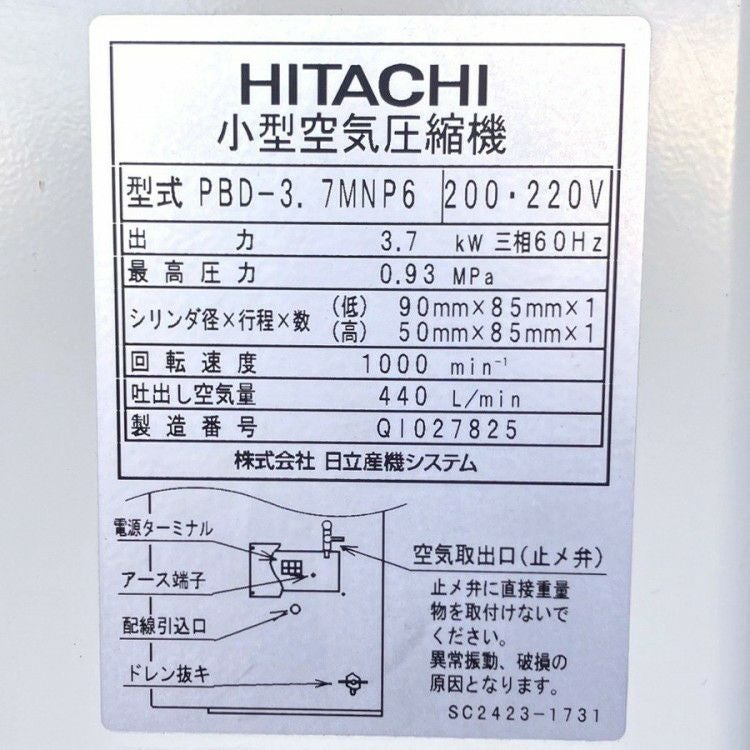 HITACHI
小型空気圧縮機
型式 PBD-3.7MNP6 200・220V
出力 3.7 kW 三相60Hz
最高圧力 0.93 MPa
シリンダ径×行程×数 (低) 90mm×85mm×1
(高) 50mm×85mm×1
回転速度 1000 min⁻¹
吐出し空気量 440 L/min
製造番号 Q1027825
株式会社 日立産機システム
電源ターミナル
アース端子
配線引込口
ドレン抜キ
空気取出口(止メ弁)
止メ弁に直接重量
物を取付けないで
ください。
異常振動、破損の
原因となります。
SC2423-1731